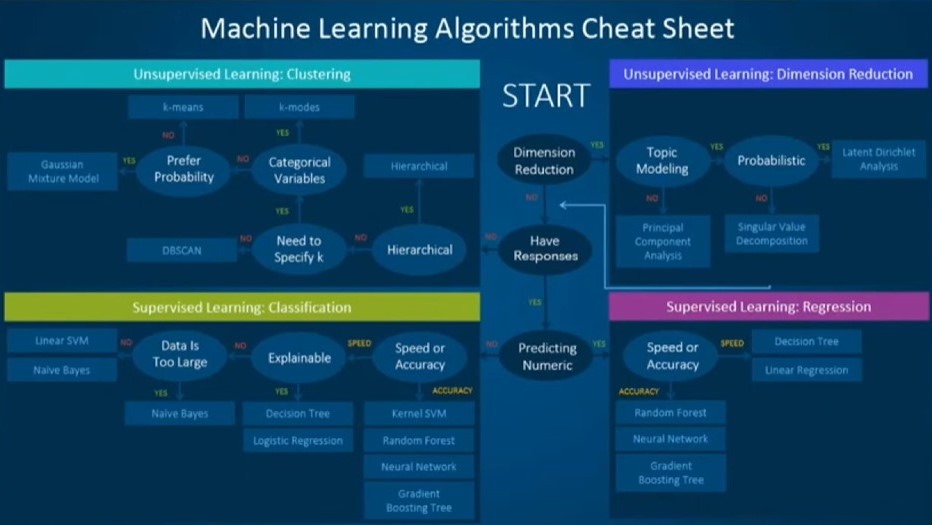 Machine Learning Algorithms Cheat Sheet
Unsupervised Learning: Clustering
k-means
k-modes
NO
YES
Gaussian
Mixture Model
YES
Prefer
Probability
NO
Categorical
Variables
Hierarchical
YES
YES
DBSCAN
NO
Need to
Specify k
NO
Hierarchical
START
Dimension
Reduction
YES
NO
NO
Have
Responses
YES
NO
Predicting
Numeric
YES
Unsupervised Learning: Dimension Reduction
Topic
Modeling
YES
Probabilistic
YES
Latent Dirichlet
Analysis
NO
NO
Principal
Component
Analysis
Singular Value
Decomposition
Supervised Learning: Classification
Linear SVM
Naive Bayes
NO
Data Is
Too Large
NO
Explainable
SPEED
Speed or
Accuracy
YES
YES
ACCURACY
Naïve Bayes
Decision Tree
Logistic Regression
Kernel SVM
Random Forest
Neural Network
Gradient
Boosting Tree
Supervised Learning: Regression
Speed or
Accuracy
SPEED
Decision Tree
Linear Regression
ACCURACY
Random Forest
Neural Network
Gradient
Boosting Tree